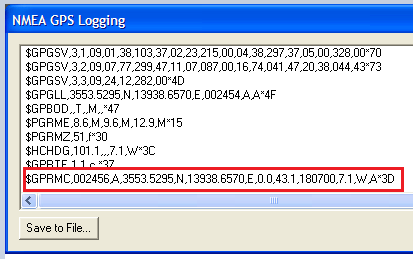 NMEA GPS Logging
$GPGSV,3,1,09,01,38,103,37,02,23,215,00,04,38,297,37,05,00,328,00*70
$GPGSV,3,2,09,07,77,299,47,11,07,087,00,16,74,041,47,20,38,044,43*73
$GPGSV,3,3,09,24,12,282,00*4D
$GPGLL,3553.5295,N,13938.6570,E,002454,A,A*4F
$GPBOD,,T,,M,,*47
$PGRME,8.6,M,9.6,M,12.9,M*15
$PGRMZ,51,f*30
$HCHDG,101.1,,,7.1,W*3C
$GPRTE,1,1,c,*37
$GPRMC,002456,A,3553.5295,N,13938.6570,E,0.0,43.1,180700,7.1,W,A*3D
Save to File...